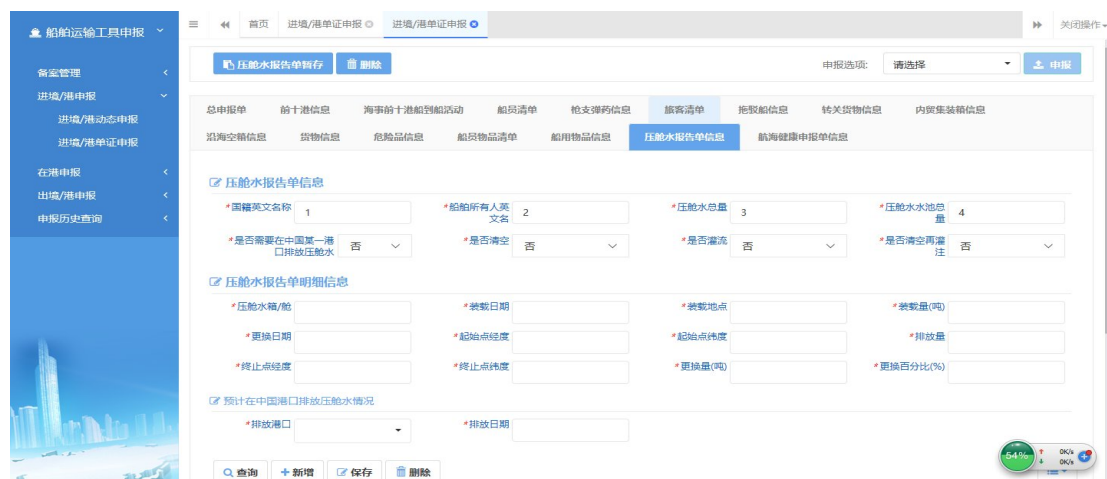 船舶运输工具申报
首页 进境/港单证申报 进境/港单证申报 关闭操作
备案管理
进境/港申报
进境/港动态申报
进境/港单证申报
在港申报
出境/港申报
申报历史查询
压舱水报告单暂存 删除 申报选项: 请选择 申报
总申报单 前十港信息 海事前十港船到船活动 船员清单 枪支弹药信息 旅客清单 拖驳船信息 转关货物信息 内贸集装箱信息
沿海空箱信息 货物信息 危险品信息 船员物品清单 船用物品信息 压舱水报告单信息 航海健康申报单信息
压舱水报告单信息
*国籍英文名称 1 *船舶所有人英文名 2 *压舱水总量 3 *压舱水水池总量 4
*是否需要在中国某一港口排放压舱水 否 *是否清空 否 *是否灌流 否 *是否清空再灌注 否
压舱水报告单明细信息
*压舱水箱/舱 *装载日期 *装载地点 *装载量(吨)
*更换日期 *起始点经度 *起始点纬度 *排放量
*终止点经度 *终止点纬度 *更换量(吨) *更换百分比(%)
预计在中国港口排放压舱水情况
*排放港口 *排放日期
查询 新增 保存 删除
54% 0K/s
0K/s